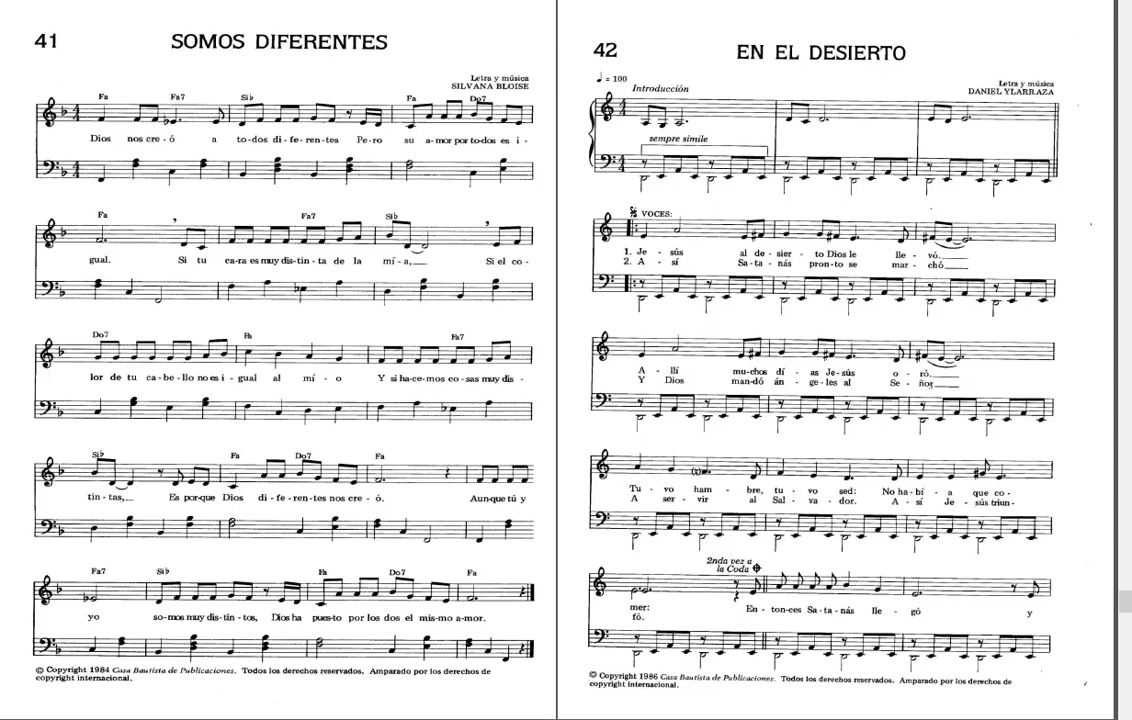 41
SOMOS DIFERENTES
Letra y música
SILVANA BLOISE
Fa Fa7 Si♭ Fa Do7
Dios nos cre - ó a to - dos di - fe - ren - tes Pe - ro su a - mor por to - dos es i -
Fa Fa7 Si♭
gual. Si tu ca - ra es muy dis - tin - ta de la mí - a, Si el co -
Do7 Fa Fa7
lor de tu ca - be - llo no es i - gual al mí - o Y si ha - ce - mos co - sas muy dis -
Si♭ Fa Do7 Fa
tin - tas, Es por - que Dios di - fe - ren - tes nos cre - ó. Aun - que tú y
Fa7 Si♭ Fa Do7 Fa
yo so - mos muy dis - tin - tos, Dios ha pues - to por los dos el mis - mo a - mor.
© Copyright 1984 Casa Bautista de Publicaciones. Todos los derechos reservados. Amparado por los derechos de
copyright internacional.
42
EN EL DESIERTO
♩ = 100
Letra y música
DANIEL YLARRAZA
Introducción
sempre simile
VOCES:
1. Je - sús al de - sier - to Dios le lle - vó.
2. A - sí Sa - ta - nás pron - to se mar - chó
A - llí mu - chos dí - as Je - sús o - ró.
Y Dios man - dó án - ge - les al Se - ñor
Tu - vo ham - bre, tu - vo sed: No ha - bí - a que co -
A ser - vir al Sal - va - dor. A - sí Je - sús triun -
2nda vez a
la Coda
mer: En - ton - ces Sa - ta - nás lle - gó y
fó.
© Copyright 1986 Casa Bautista de Publicaciones. Todos los derechos reservados. Amparado por los derechos de
copyright internacional.